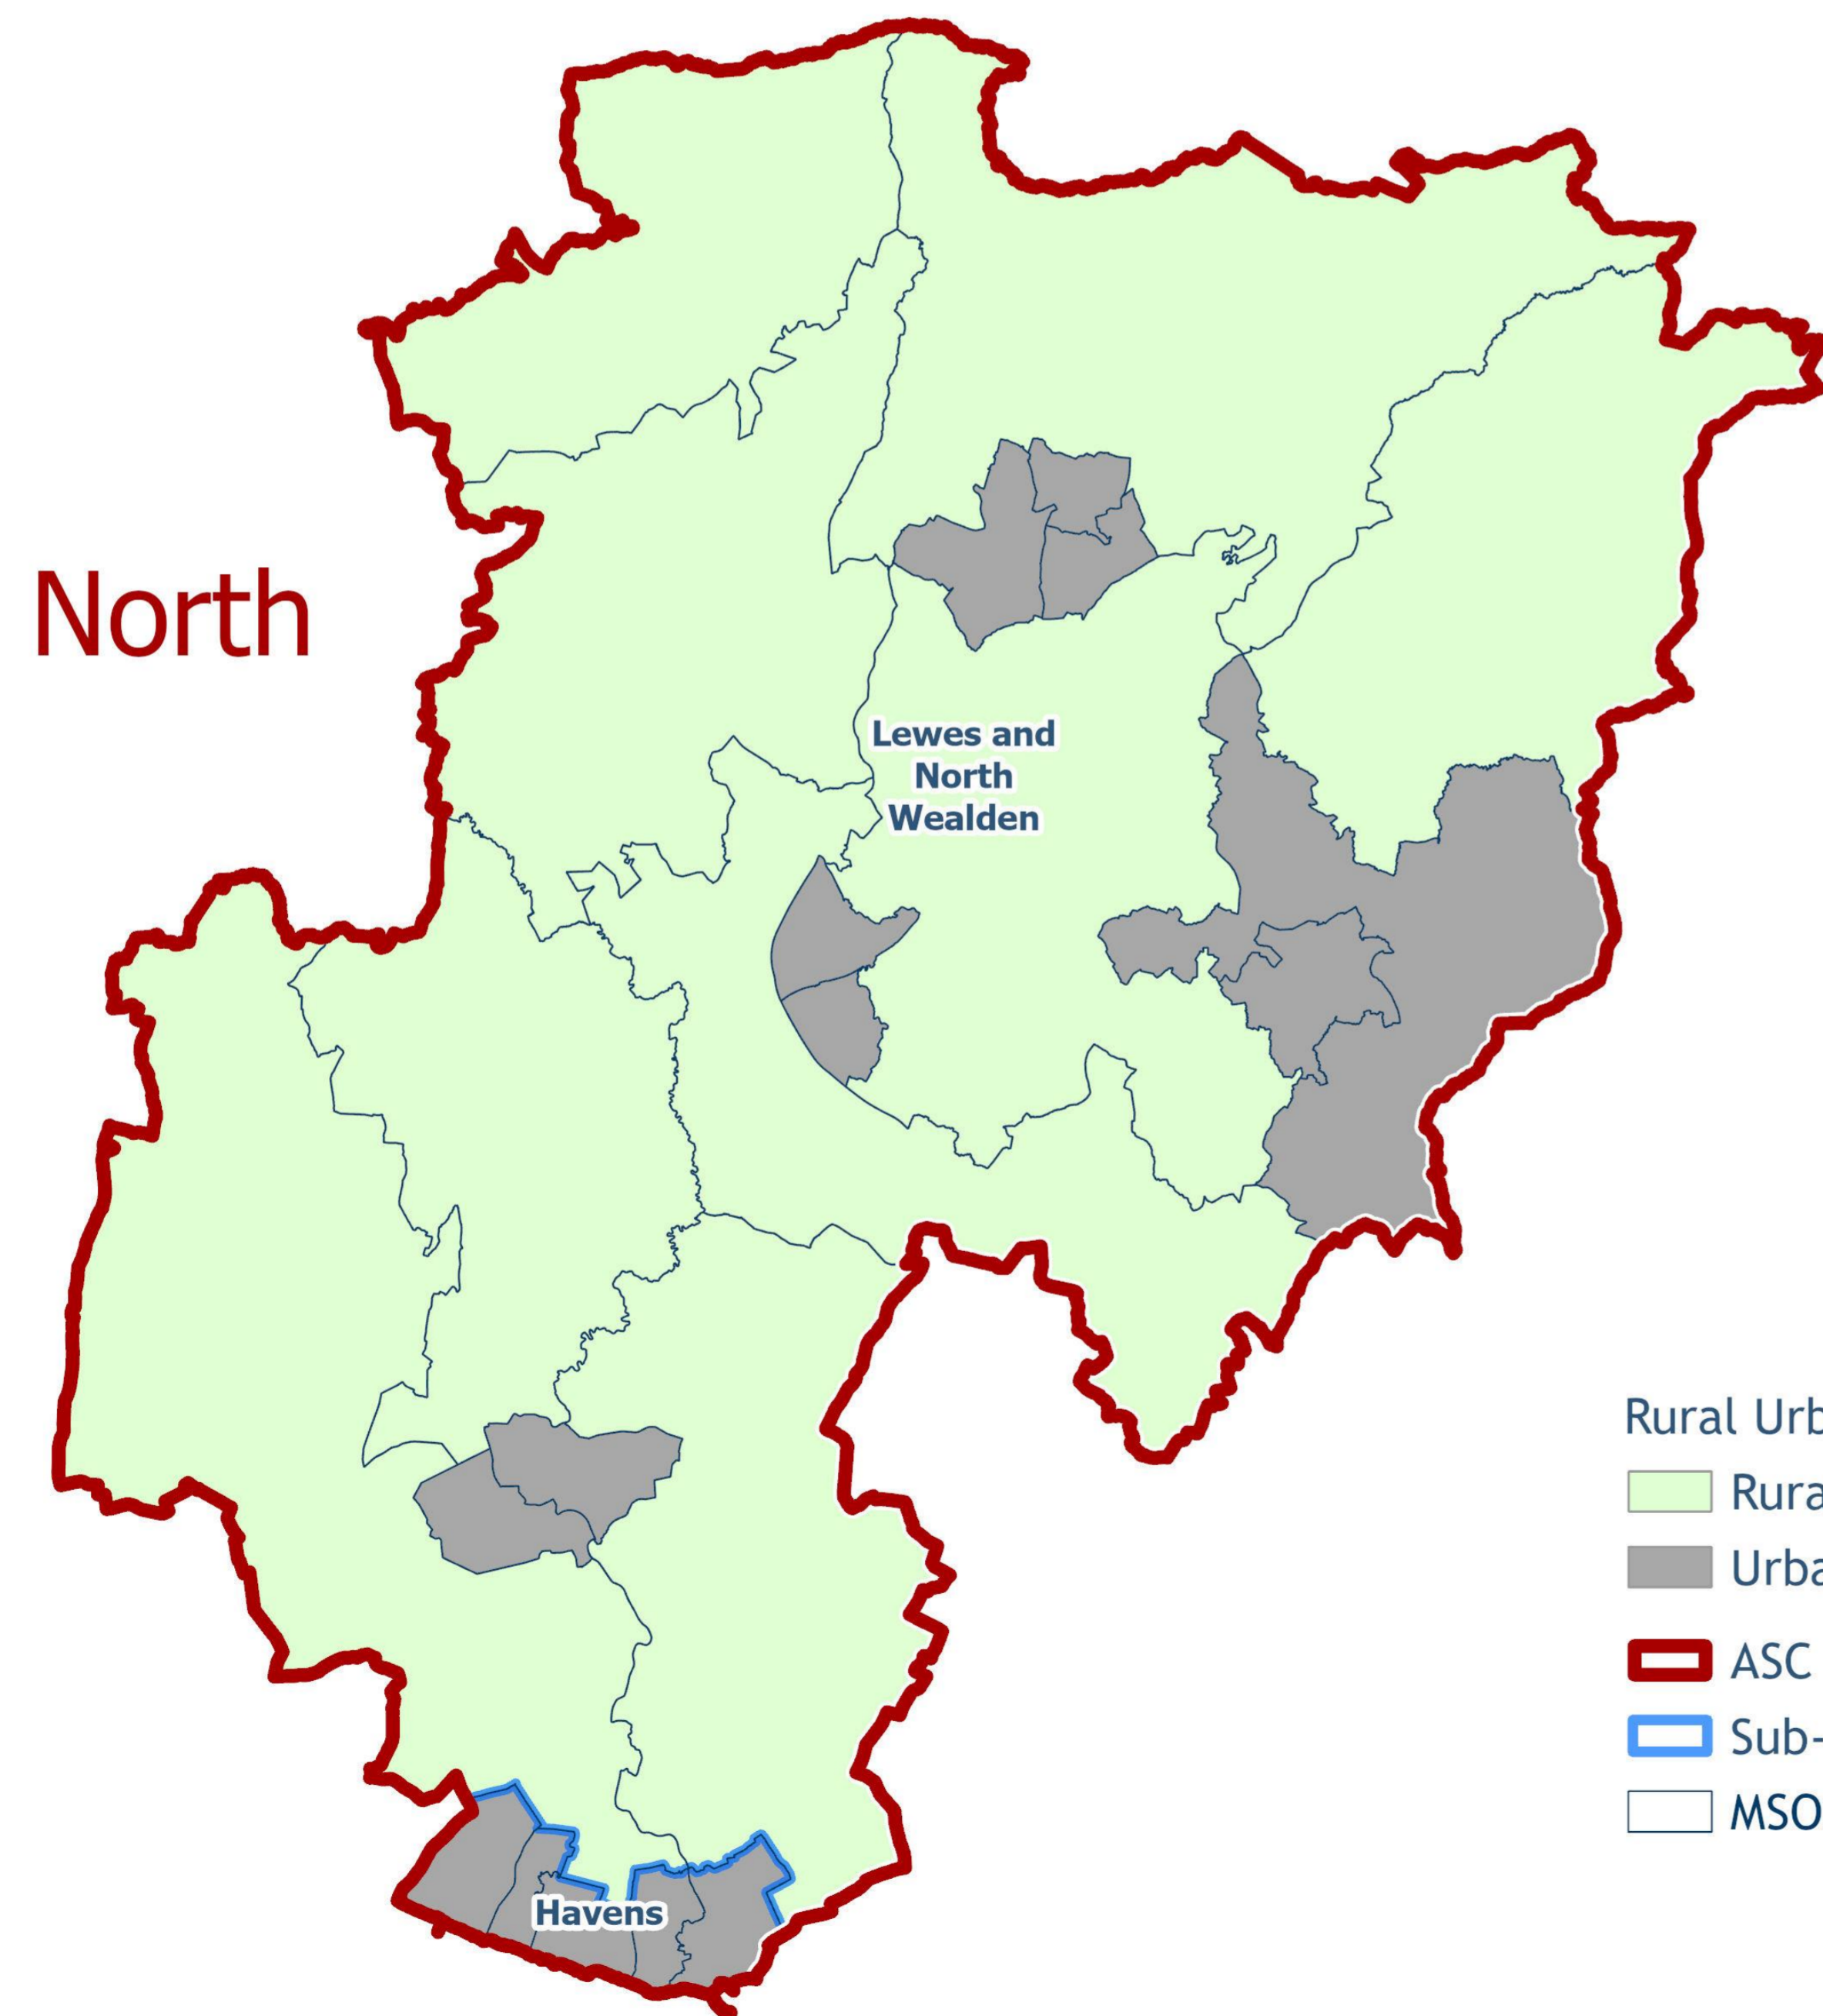 North
Lewes and
North
Wealden
Havens
Rural Urb
Rura
Urba
ASC
Sub-
MSO